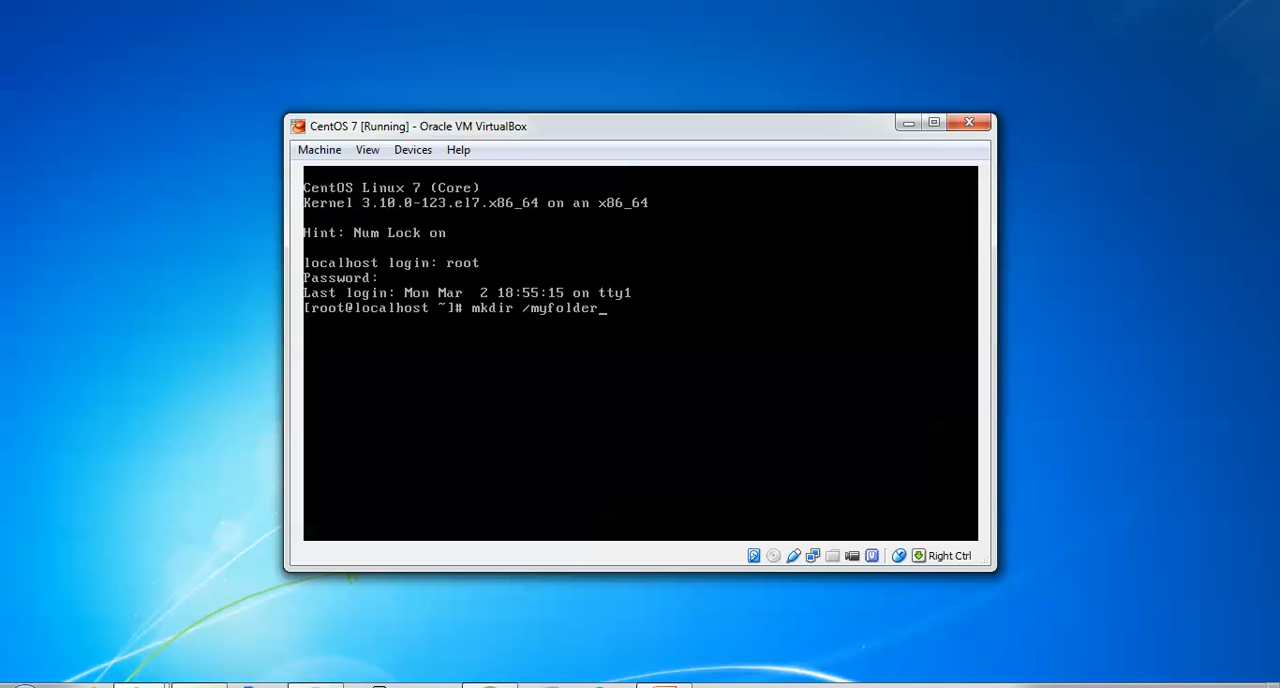 CentOS 7 [Running] - Oracle VM VirtualBox
Machine View Devices Help
CentOS Linux 7 (Core)
Kernel 3.10.0-123.el7.x86_64 on an x86_64
Hint: Num Lock on
localhost login: root
Password:
Last login: Mon Mar  2 18:55:15 on tty1
[root@localhost ~]# mkdir /myfolder_
Right Ctrl